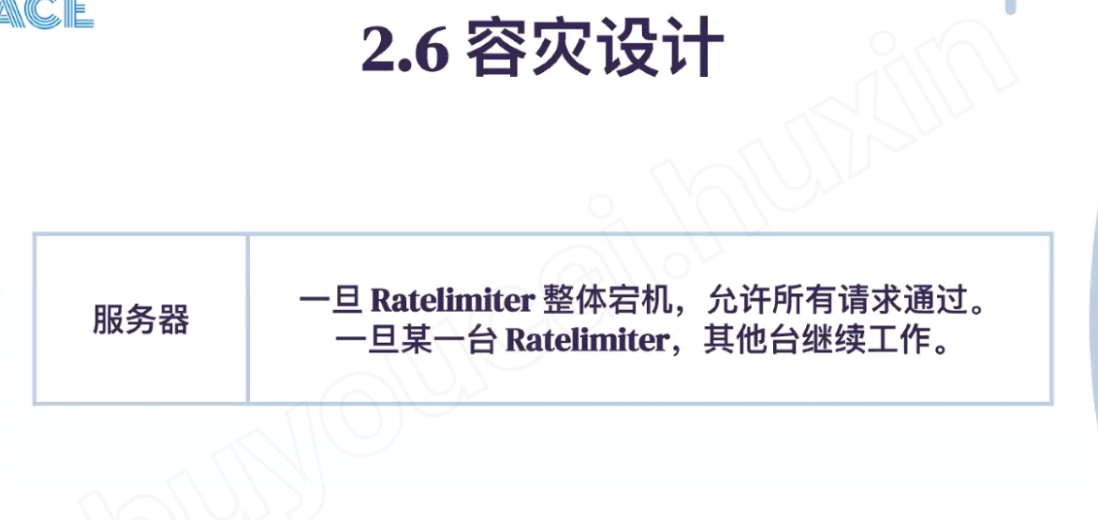 ACE
2.6 容灾设计
服务器
一旦 Ratelimiter 整体宕机，允许所有请求通过。
一旦某一台 Ratelimiter，其他台继续工作。
huyoucai.huxin